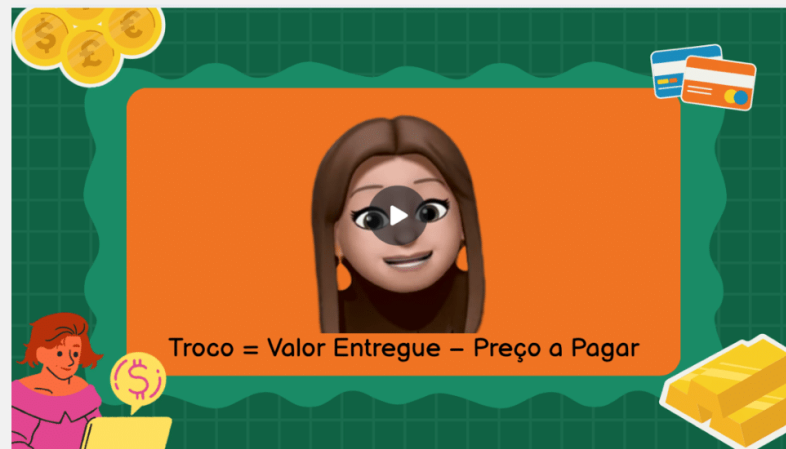 Troco = Valor Entregue – Preço a Pagar